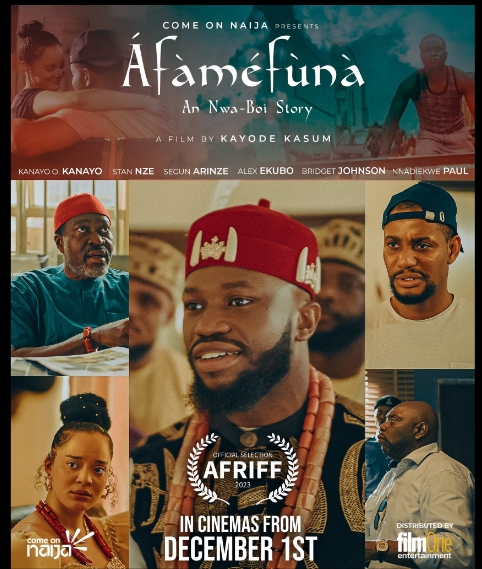 COME ON NAIJA PRESENTS
Áfàméfùnà
An Nwa-Boi Story
A FILM BY KAYODE KASUM
KANAYO O. KANAYO STAN NZE SEGUN ARINZE ALEX EKUBO BRIDGET JOHNSON NNADIEKWE PAUL
OFFICIAL SELECTION
AFRIFF
2023
IN CINEMAS FROM
DECEMBER 1ST
come on
naija
DISTRIBUTED BY
filmOne
entertainment